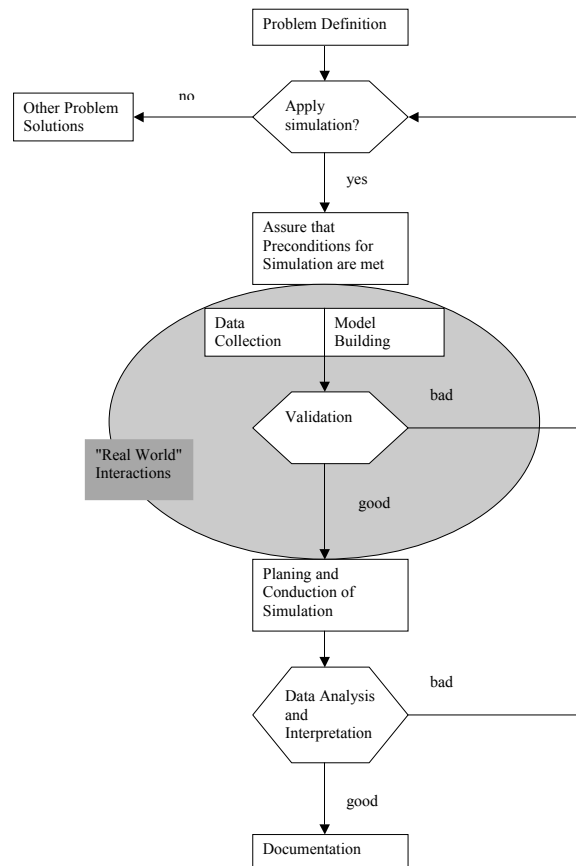 Problem Definition
no
Other Problem
Solutions
Apply
simulation?
yes
Assure that
Preconditions for
Simulation are met
Data
Collection
Model
Building
Validation
bad
"Real World"
Interactions
good
Planing and
Conduction of
Simulation
Data Analysis
and
Interpretation
bad
good
Documentation